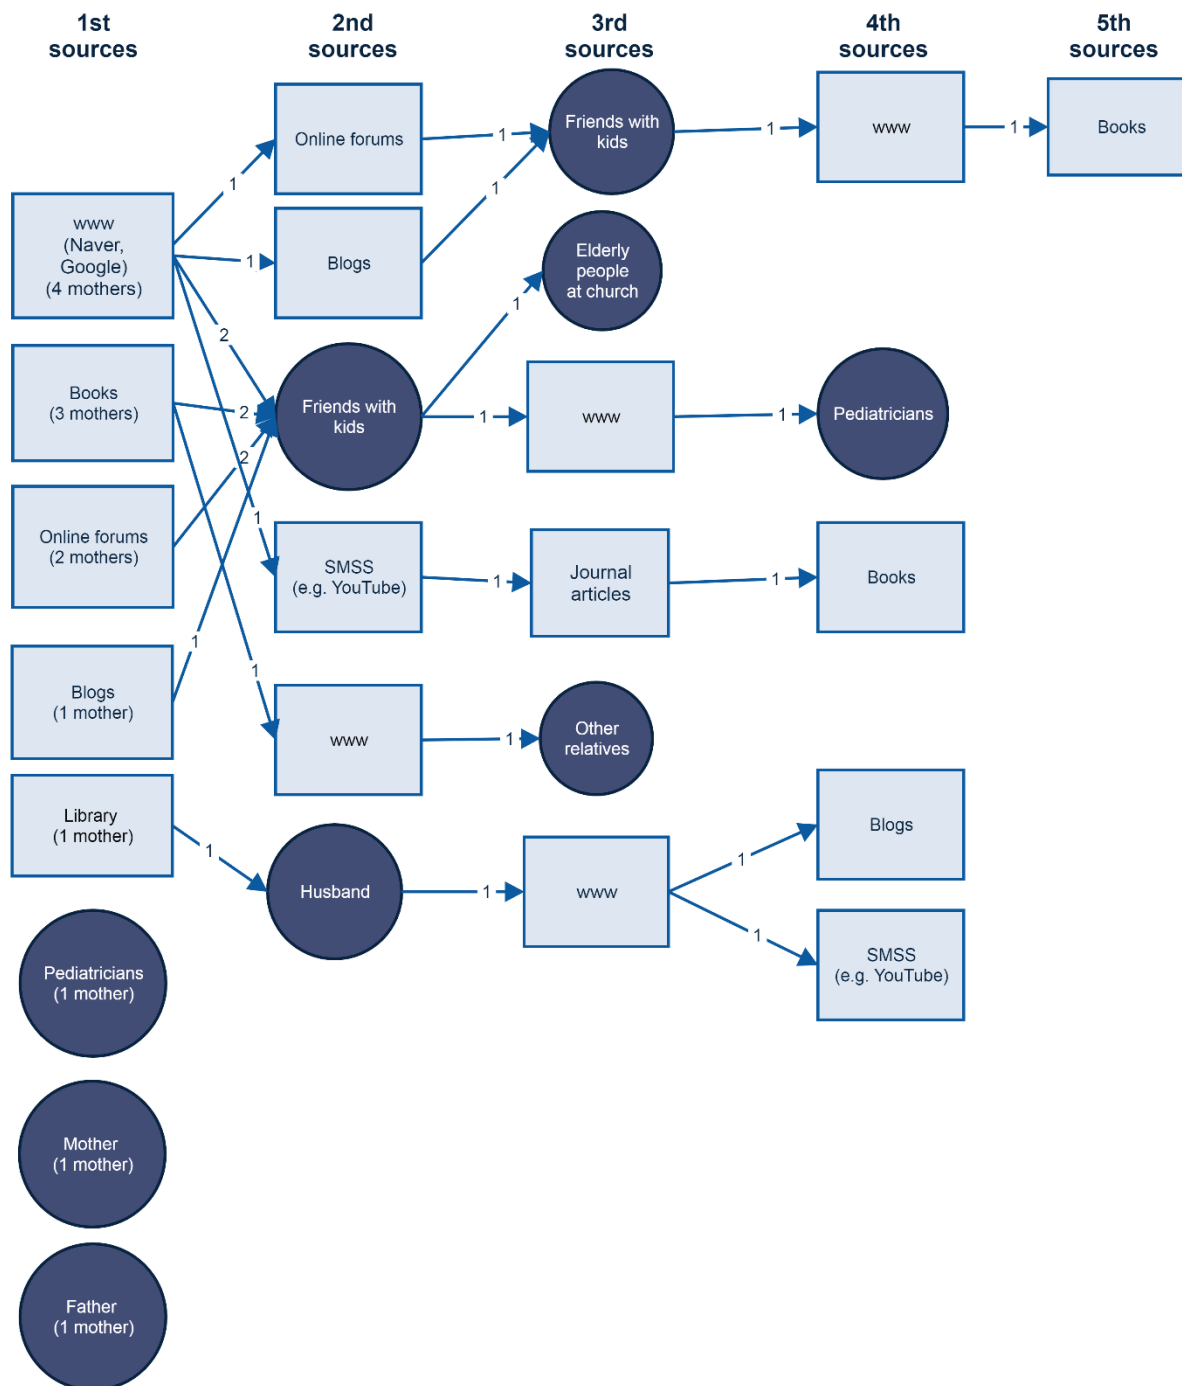 1st
sources
2nd
sources
3rd
sources
4th
sources
5th
sources
www
(Naver,
Google)
(4 mothers)
Books
(3 mothers)
Online forums
(2 mothers)
Blogs
(1 mother)
Library
(1 mother)
Pediatricians
(1 mother)
Mother
(1 mother)
Father
(1 mother)
1
1
2
2
2
1
1
1
1
Online forums
Blogs
Friends with
kids
SMSS
(e.g. YouTube)
www
Husband
1
1
1
1
1
1
1
Friends with
kids
Elderly
people
at church
www
Journal
articles
Other
relatives
www
1
1
1
1
1
www
Pediatricians
Books
Blogs
SMSS
(e.g. YouTube)
1
Books